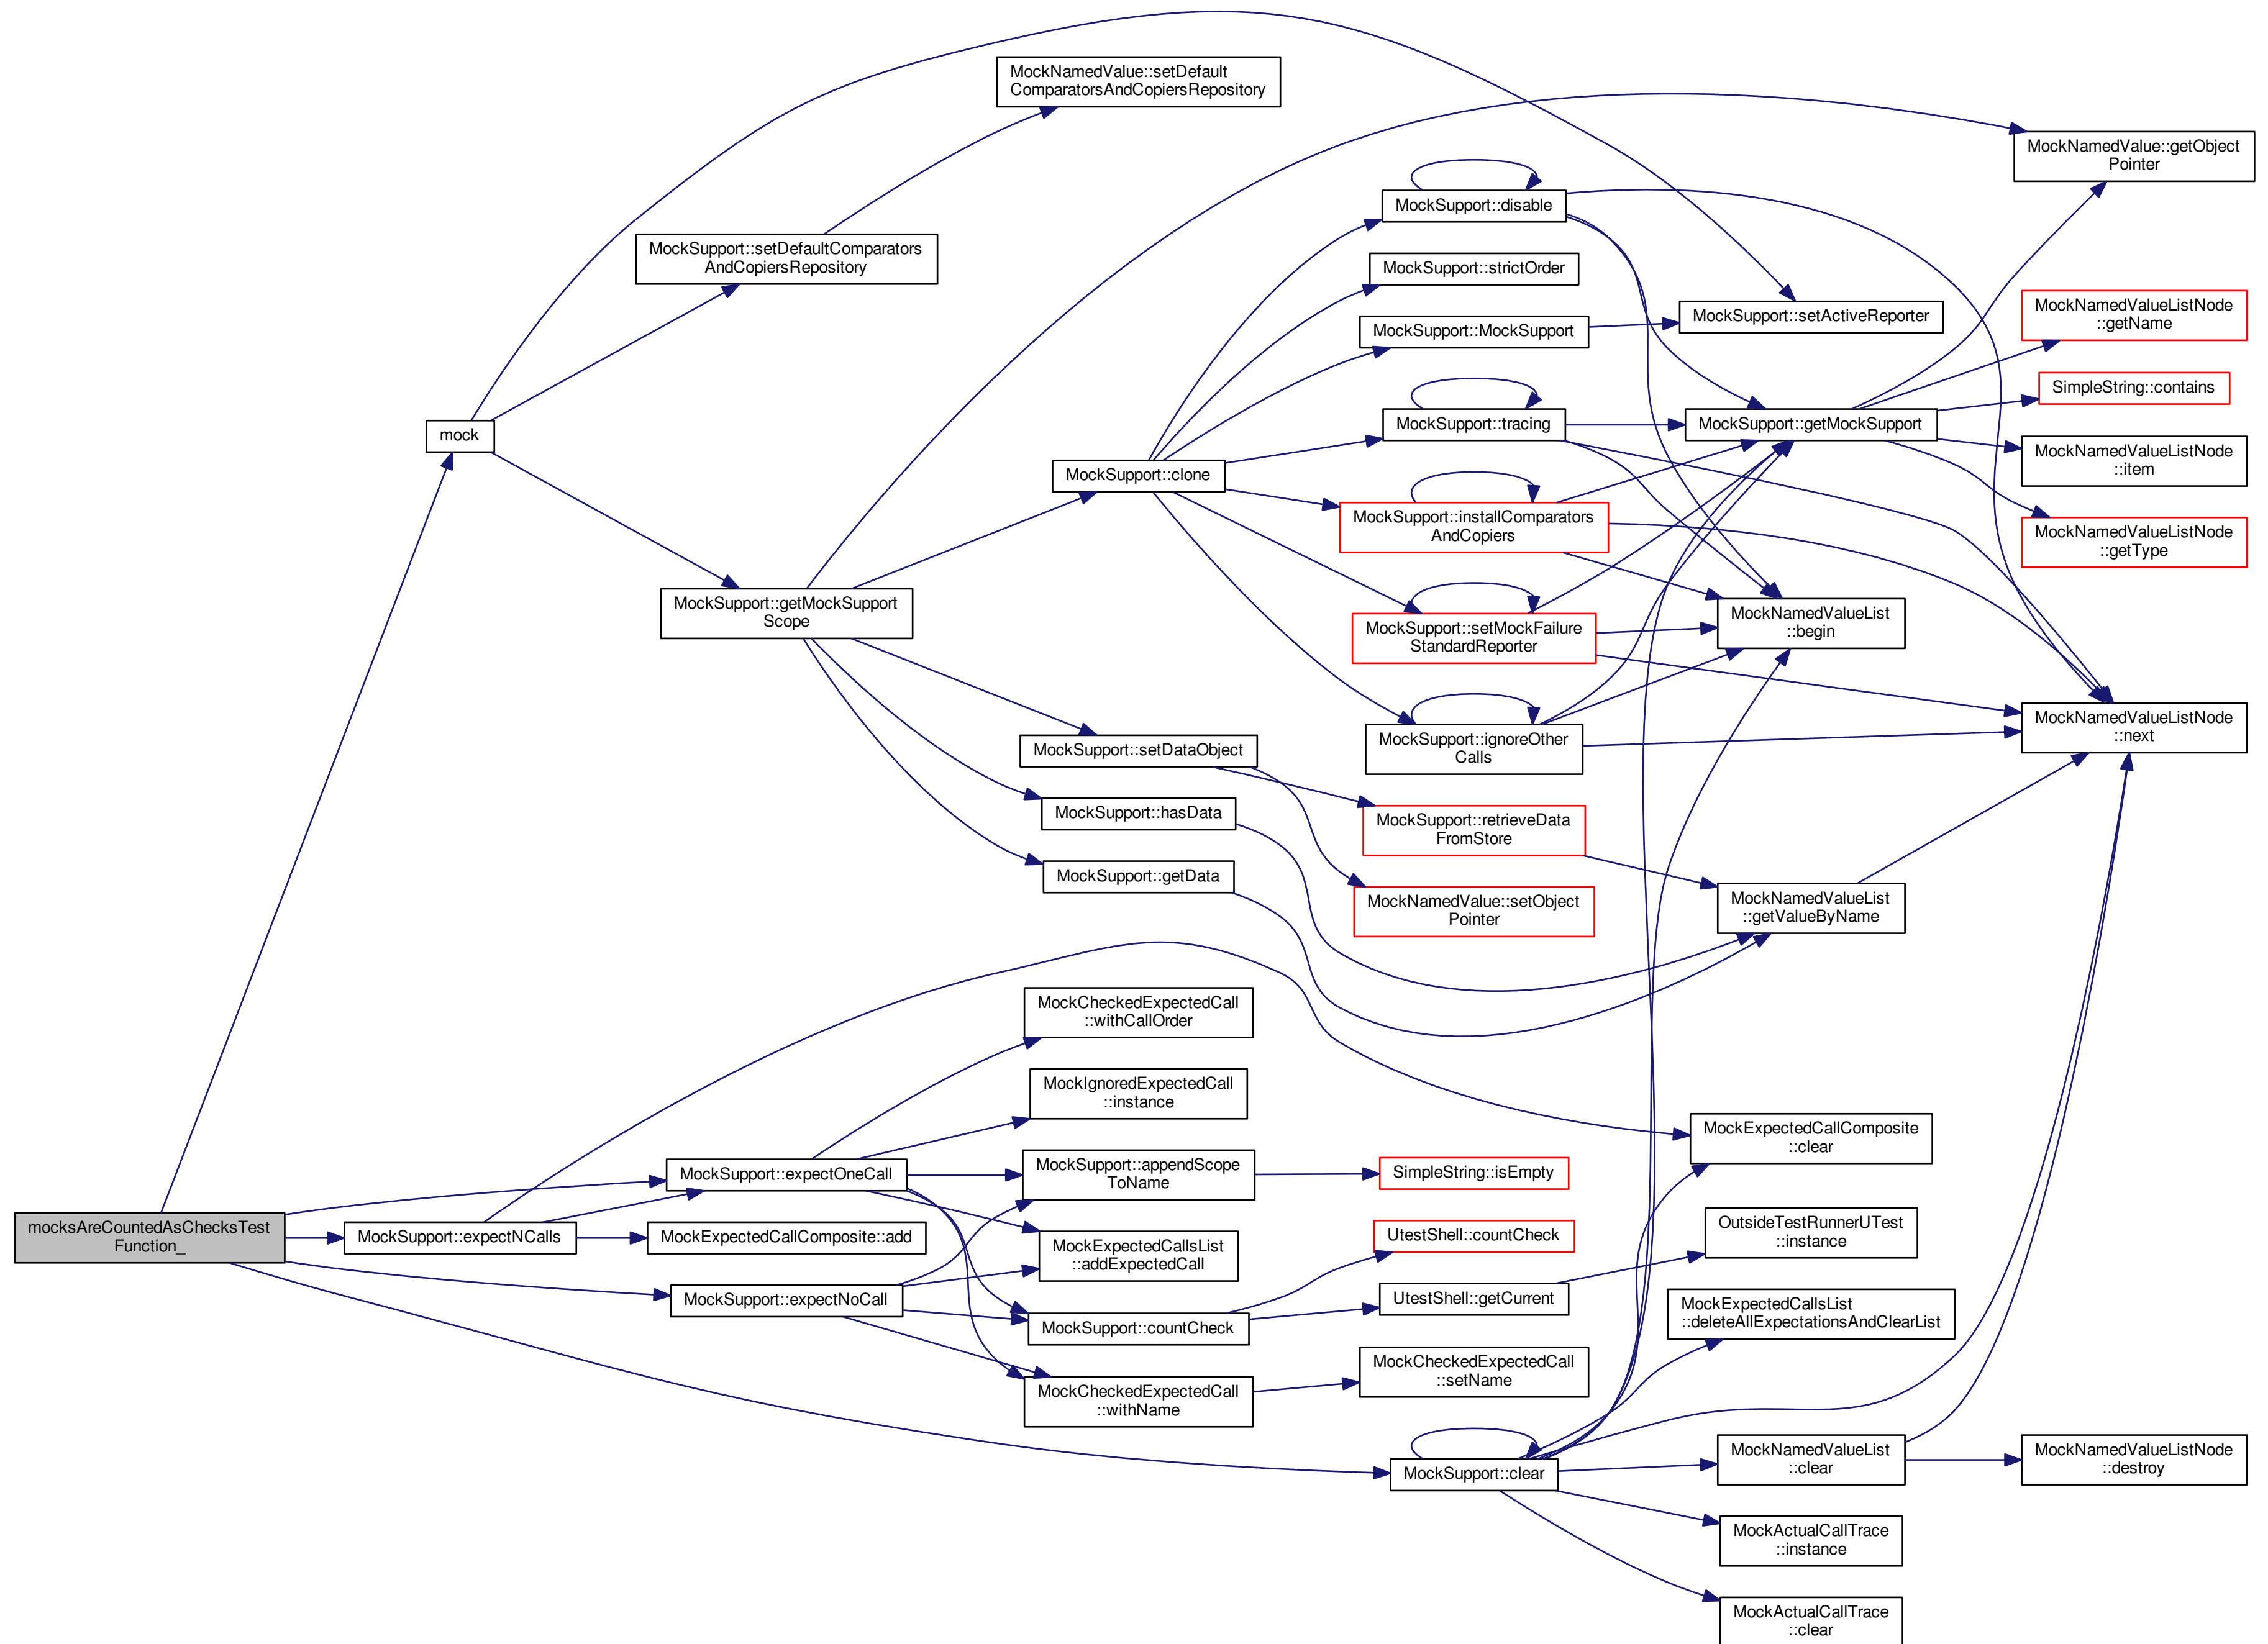 MockNamedValue::setDefault
ComparatorsAndCopiersRepository
MockNamedValue::getObject
Pointer
MockSupport::disable
MockSupport::setDefaultComparators
AndCopiersRepository
MockSupport::strictOrder
MockSupport::setActiveReporter
MockNamedValueListNode
::getName
MockSupport::MockSupport
SimpleString::contains
mock
MockSupport::tracing
MockSupport::getMockSupport
MockNamedValueListNode
::item
MockSupport::clone
MockSupport::installComparators
AndCopiers
MockNamedValueListNode
::getType
MockSupport::getMockSupport
Scope
MockSupport::setMockFailure
StandardReporter
MockNamedValueList
::begin
MockSupport::setDataObject
MockSupport::ignoreOther
Calls
MockNamedValueListNode
::next
MockSupport::hasData
MockSupport::retrieveData
FromStore
MockSupport::getData
MockNamedValue::setObject
Pointer
MockNamedValueList
::getValueByName
MockCheckedExpectedCall
::withCallOrder
MockIgnoredExpectedCall
::instance
MockExpectedCallComposite
::clear
MockSupport::expectOneCall
MockSupport::appendScope
ToName
SimpleString::isEmpty
mocksAreCountedAsChecksTest
Function_
MockSupport::expectNCalls
MockExpectedCallComposite::add
MockExpectedCallsList
::addExpectedCall
UtestShell::countCheck
OutsideTestRunnerUTest
::instance
MockSupport::expectNoCall
MockSupport::countCheck
UtestShell::getCurrent
MockExpectedCallsList
::deleteAllExpectationsAndClearList
MockCheckedExpectedCall
::withName
MockCheckedExpectedCall
::setName
MockSupport::clear
MockNamedValueList
::clear
MockNamedValueListNode
::destroy
MockActualCallTrace
::instance
MockActualCallTrace
::clear